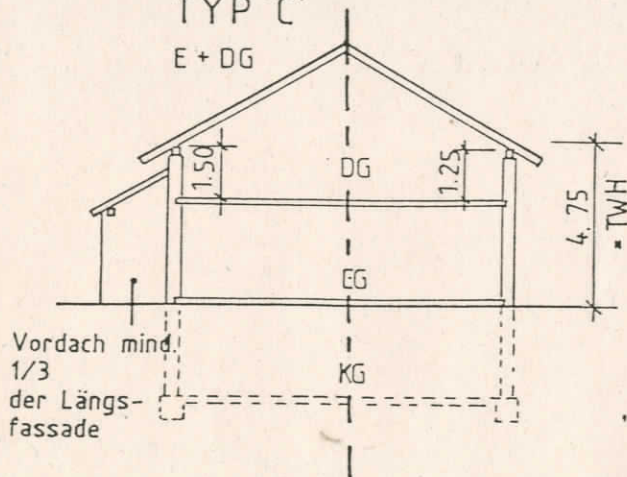 TYP C
E + DG
1.50
DG
1.25
4.75
* TWH
EG
Vordach mind.
1/3
der Längs-
fassade
KG